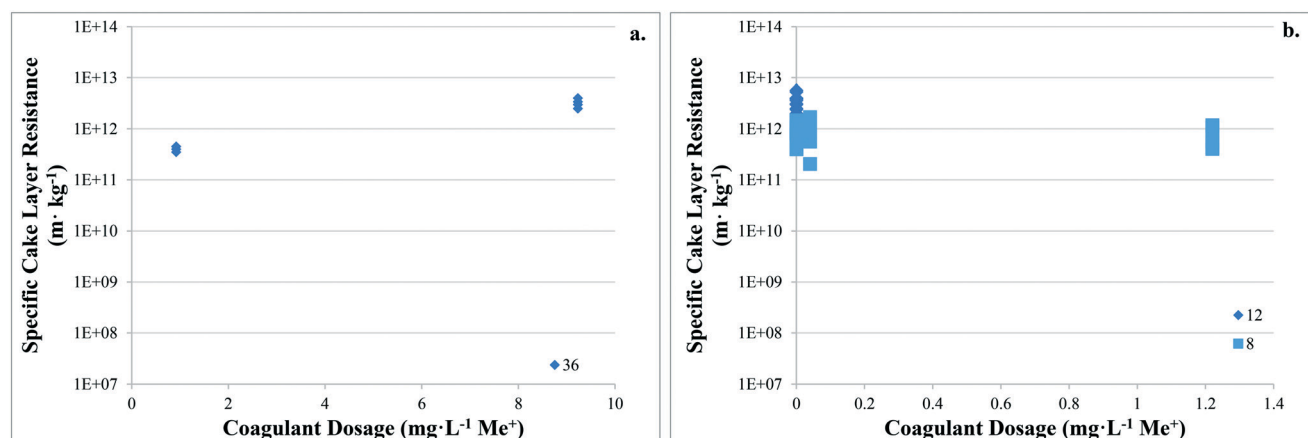 a.
1E+14
1E+13
1E+12
1E+11
1E+10
1E+09
1E+08
1E+07
Specific Cake Layer Resistance
(m· kg⁻¹)
36
0 2 4 6 8 10
Coagulant Dosage (mg·L⁻¹ Me⁺)
b.
1E+14
1E+13
1E+12
1E+11
1E+10
1E+09
1E+08
1E+07
Specific Cake Layer Resistance
(m· kg⁻¹)
12
8
0 0.2 0.4 0.6 0.8 1 1.2 1.4
Coagulant Dosage (mg·L⁻¹ Me⁺)